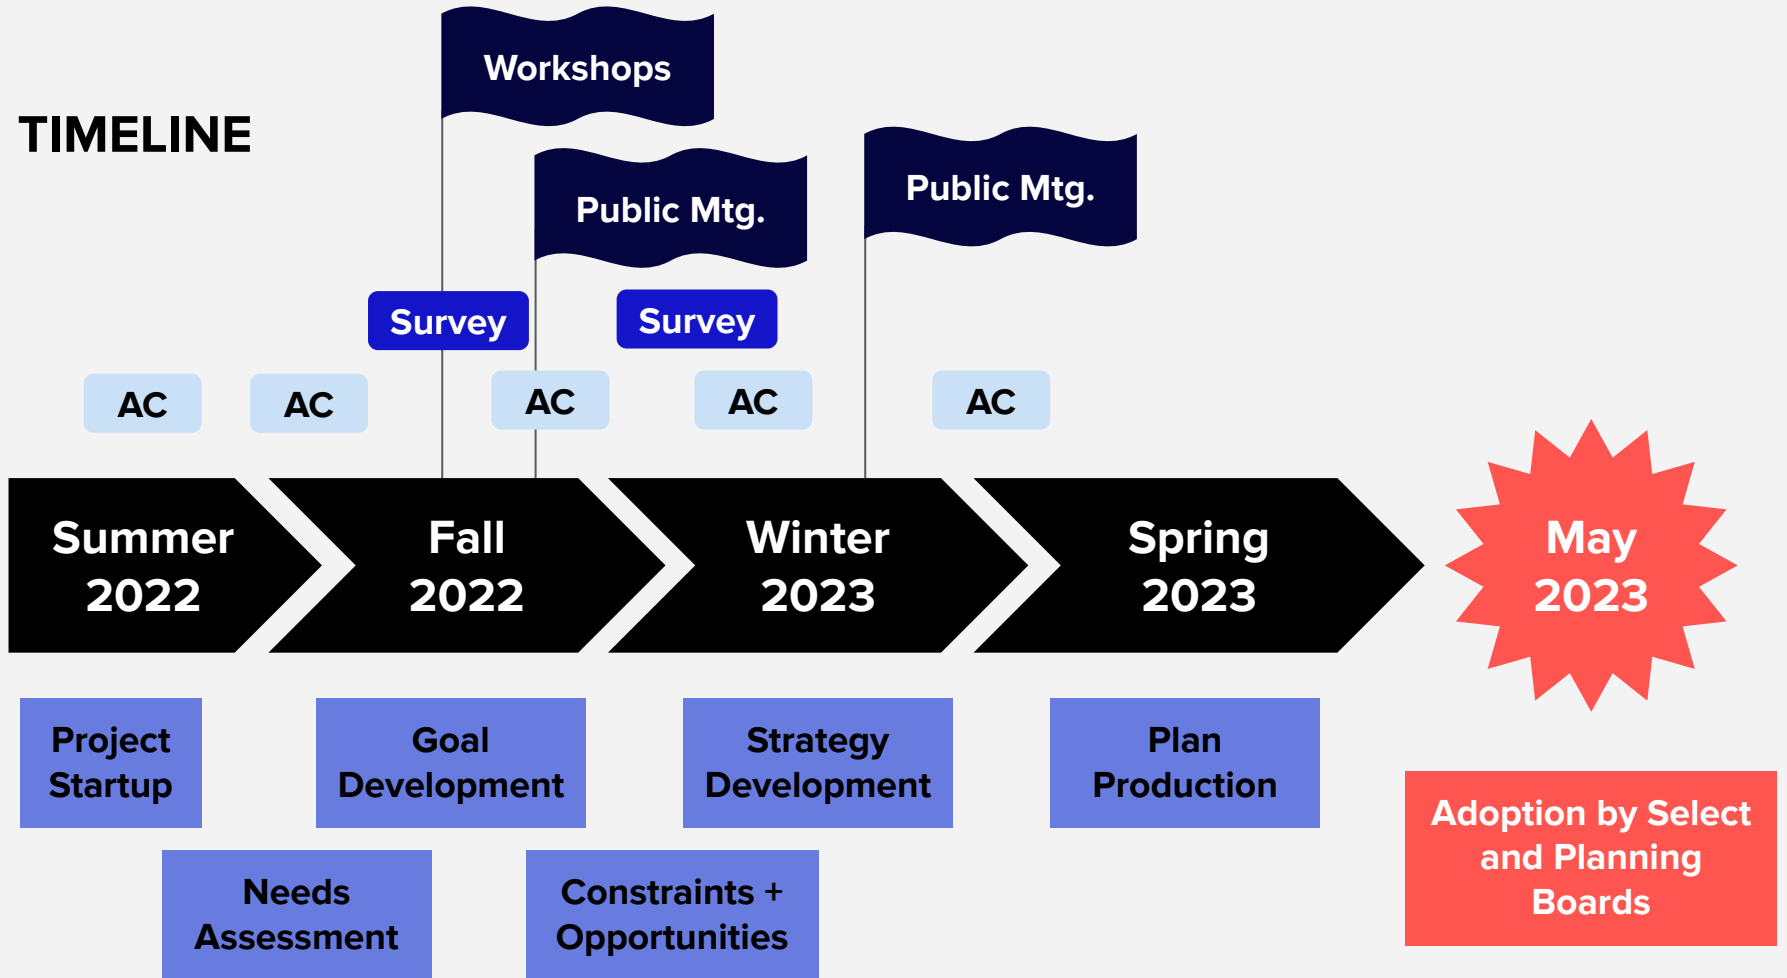 TIMELINE
Workshops
Public Mtg.
Public Mtg.
Survey
Survey
AC
AC
AC
AC
AC
Summer
2022
Fall
2022
Winter
2023
Spring
2023
May
2023
Project
Startup
Goal
Development
Strategy
Development
Plan
Production
Adoption by Select
and Planning
Boards
Needs
Assessment
Constraints +
Opportunities